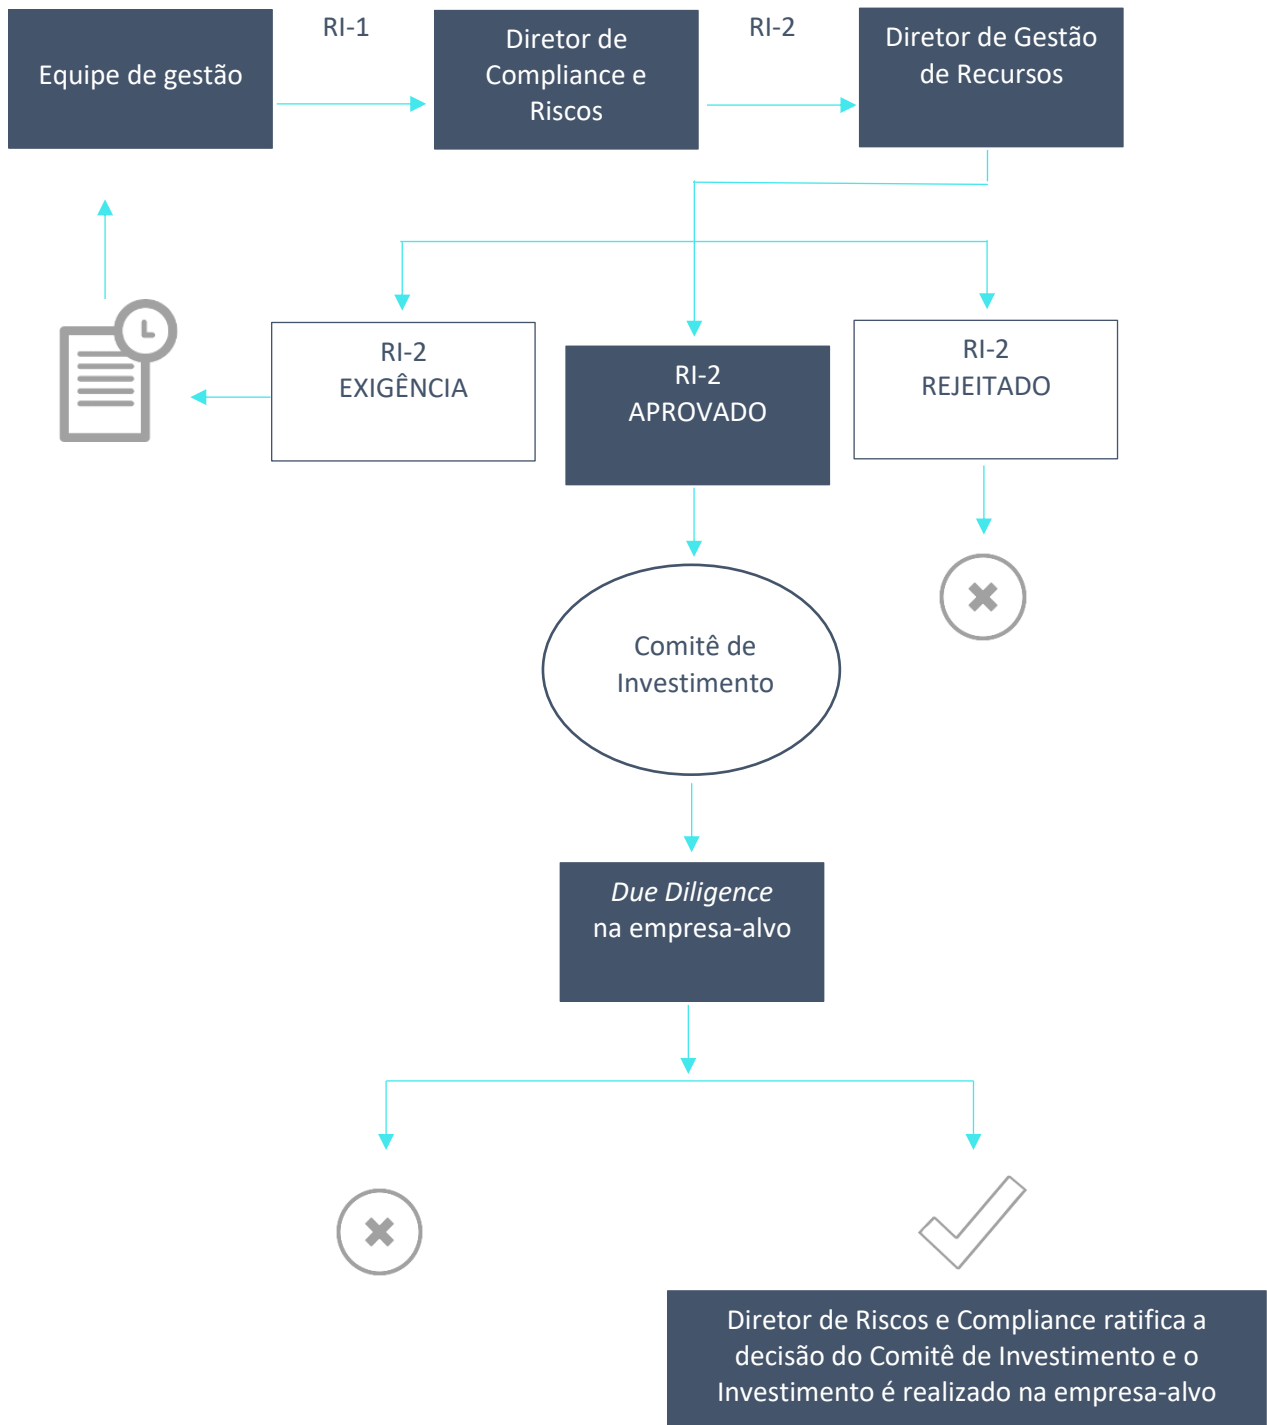 Equipe de gestão
RI-1
Diretor de
Compliance e
Riscos
RI-2
Diretor de Gestão
de Recursos
RI-2
EXIGÊNCIA
RI-2
APROVADO
RI-2
REJEITADO
Comitê de
Investimento
Due Diligence
na empresa-alvo
Diretor de Riscos e Compliance ratifica a
decisão do Comitê de Investimento e o
Investimento é realizado na empresa-alvo